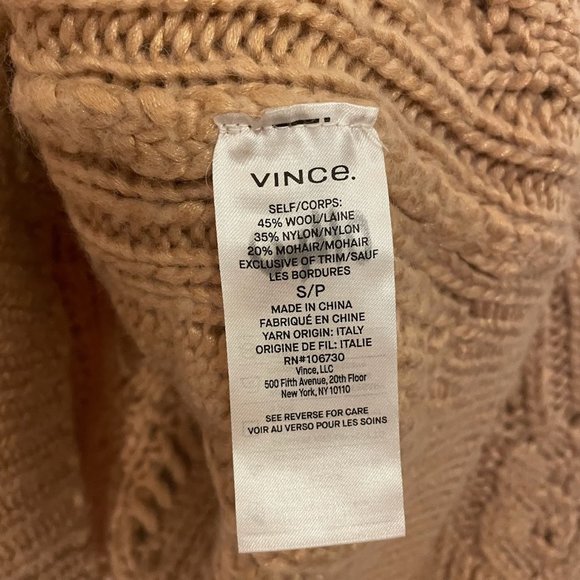 VINCe.
SELF/CORPS:
45% WOOL/LAINE
35% NYLON/NYLON
20% MOHAIR/MOHAIR
EXCLUSIVE OF TRIM/SAUF
LES BORDURES
S/P
MADE IN CHINA
FABRIQUÉ EN CHINE
YARN ORIGIN: ITALY
ORIGINE DE FIL: ITALIE
RN#106730
Vince, LLC
500 Fifth Avenue, 20th Floor
New York, NY 10110
SEE REVERSE FOR CARE
VOIR AU VERSO POUR LES SOINS